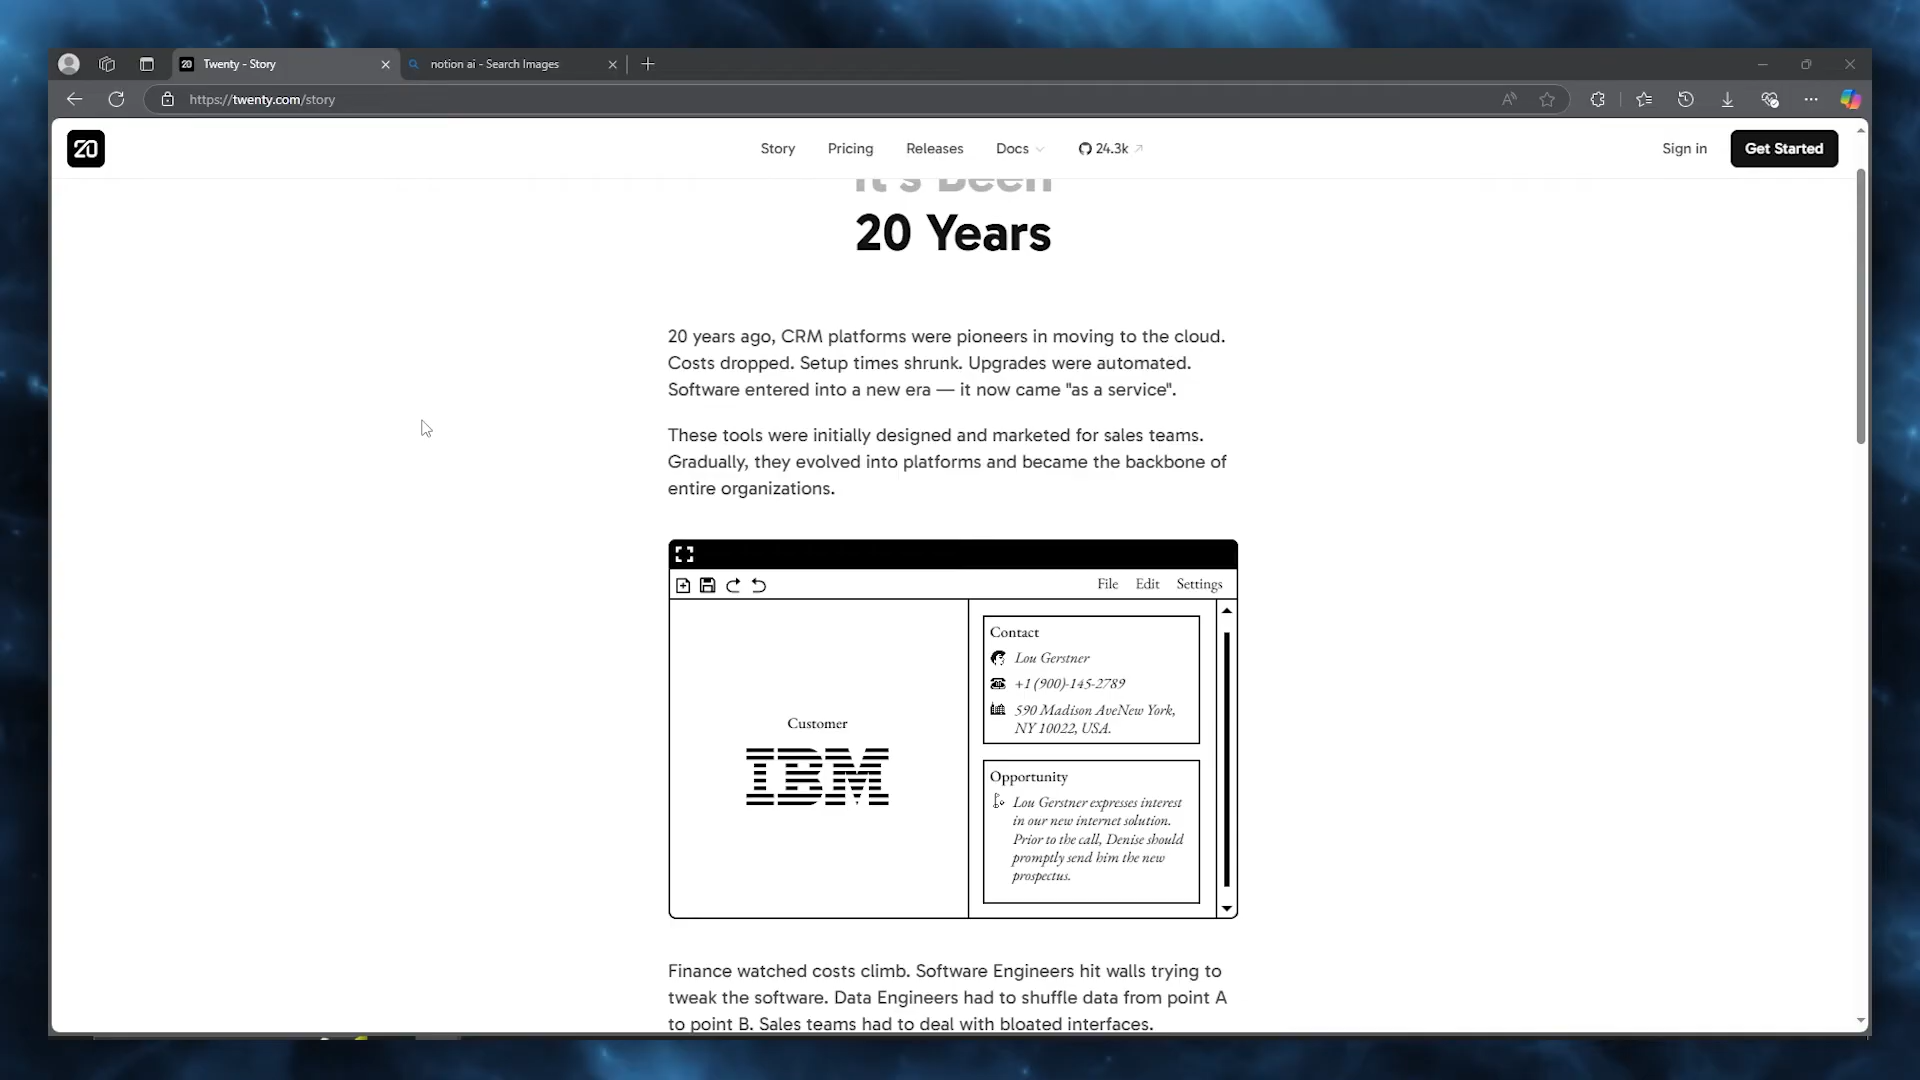 Twenty - Story
notion ai - Search Images
https://twenty.com/story
20
Story
Pricing
Releases
Docs
24.3k
Sign in
Get Started
It's Been
20 Years
20 years ago, CRM platforms were pioneers in moving to the cloud.
Costs dropped. Setup times shrunk. Upgrades were automated.
Software entered into a new era — it now came "as a service".
These tools were initially designed and marketed for sales teams.
Gradually, they evolved into platforms and became the backbone of
entire organizations.
File Edit Settings
Customer
IBM
Contact
Lou Gerstner
+1 (900)-145-2789
590 Madison AveNew York,
NY 10022, USA.
Opportunity
Lou Gerstner expresses interest
in our new internet solution.
Prior to the call, Denise should
promptly send him the new
prospectus.
Finance watched costs climb. Software Engineers hit walls trying to
tweak the software. Data Engineers had to shuffle data from point A
to point B. Sales teams had to deal with bloated interfaces.